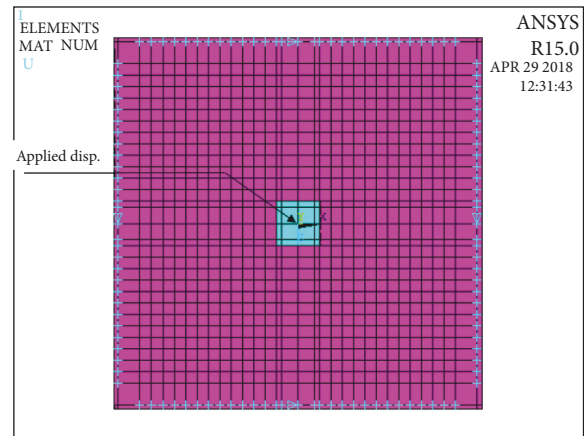 1
ELEMENTS
MAT NUM
U
ANSYS
R15.0
APR 29 2018
12:31:43
Applied disp.
X